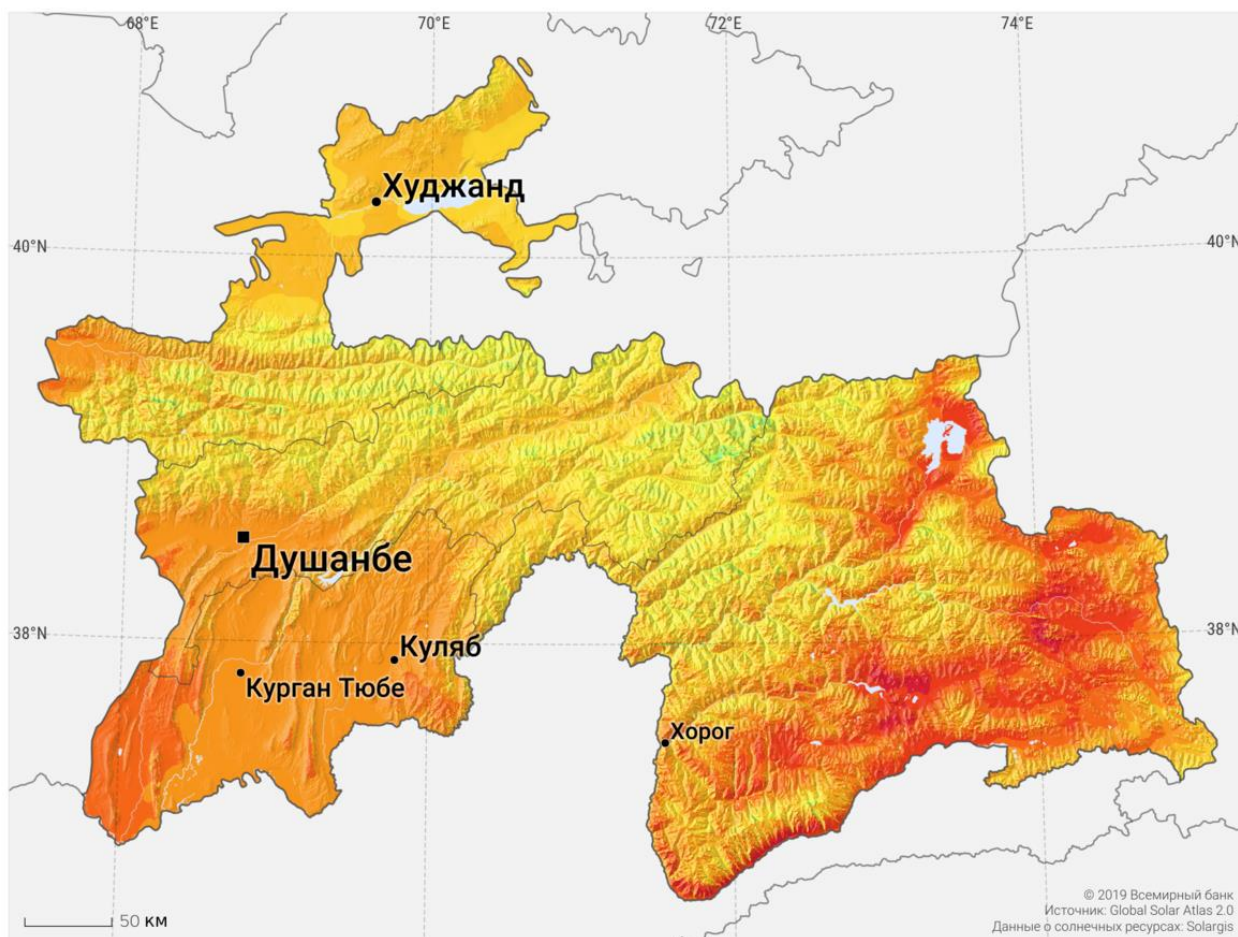 68°E
70°E
72°E
74°E
Худжанд
40°N
40°N
Душанбе
38°N
38°N
Куляб
Курган Тюбе
Хорог
50 КМ
© 2019 Всемирный банк
Источник: Global Solar Atlas 2.0
Данные о солнечных ресурсах: Solargis